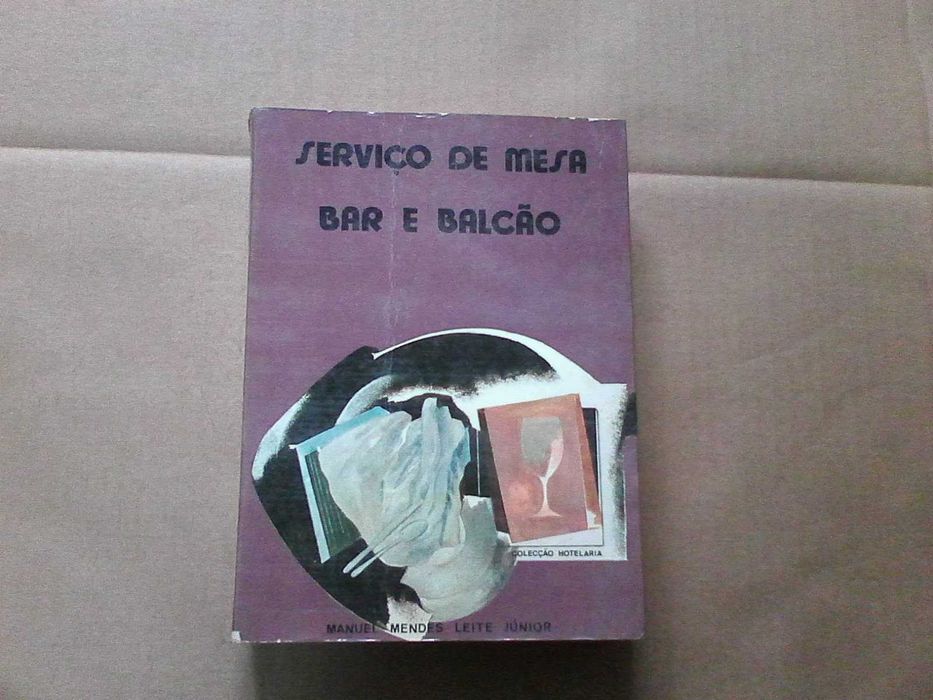 SERVIÇO DE MESA
BAR E BALCÃO
COLECÇÃO HOTELARIA
MANUEL MENDES LEITE JÚNIOR